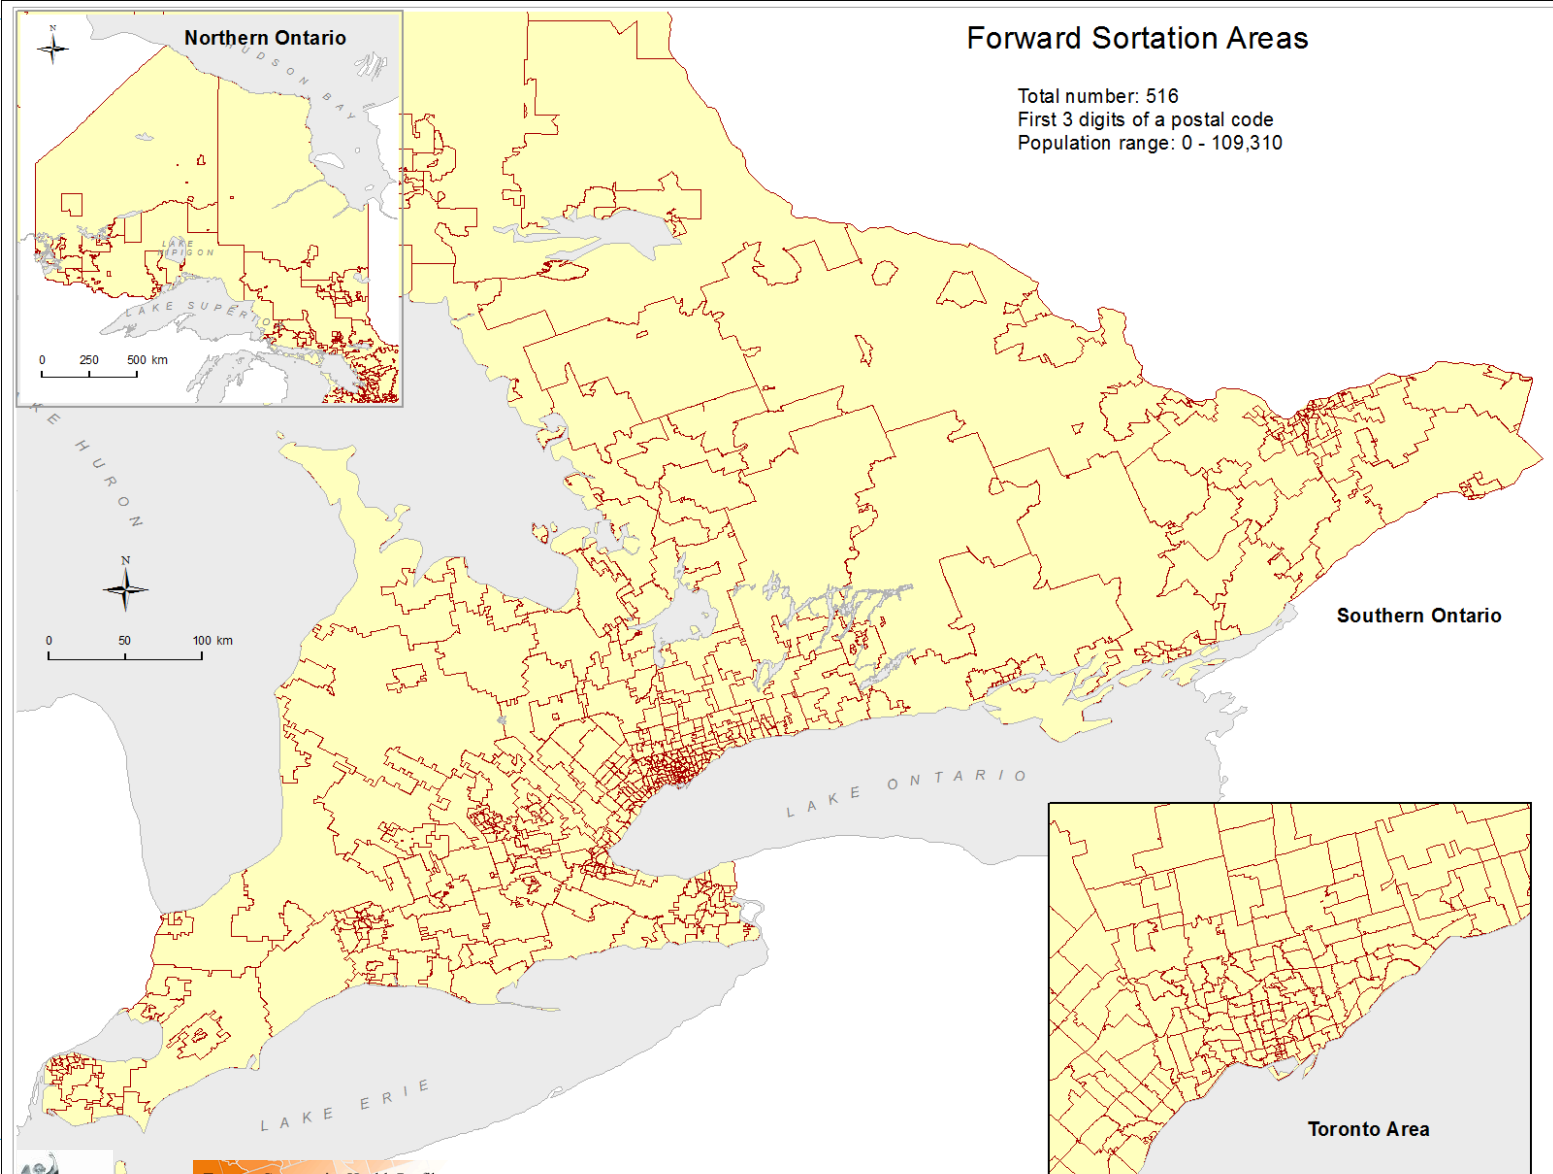 Northern Ontario
N
HUDSON BAY
LAKE
NIPIGON
LAKE SUPERIOR
0 250 500 km
Forward Sortation Areas
Total number: 516
First 3 digits of a postal code
Population range: 0 - 109,310
LAKE HURON
N
0 50 100 km
Southern Ontario
LAKE ONTARIO
LAKE ERIE
Toronto Area